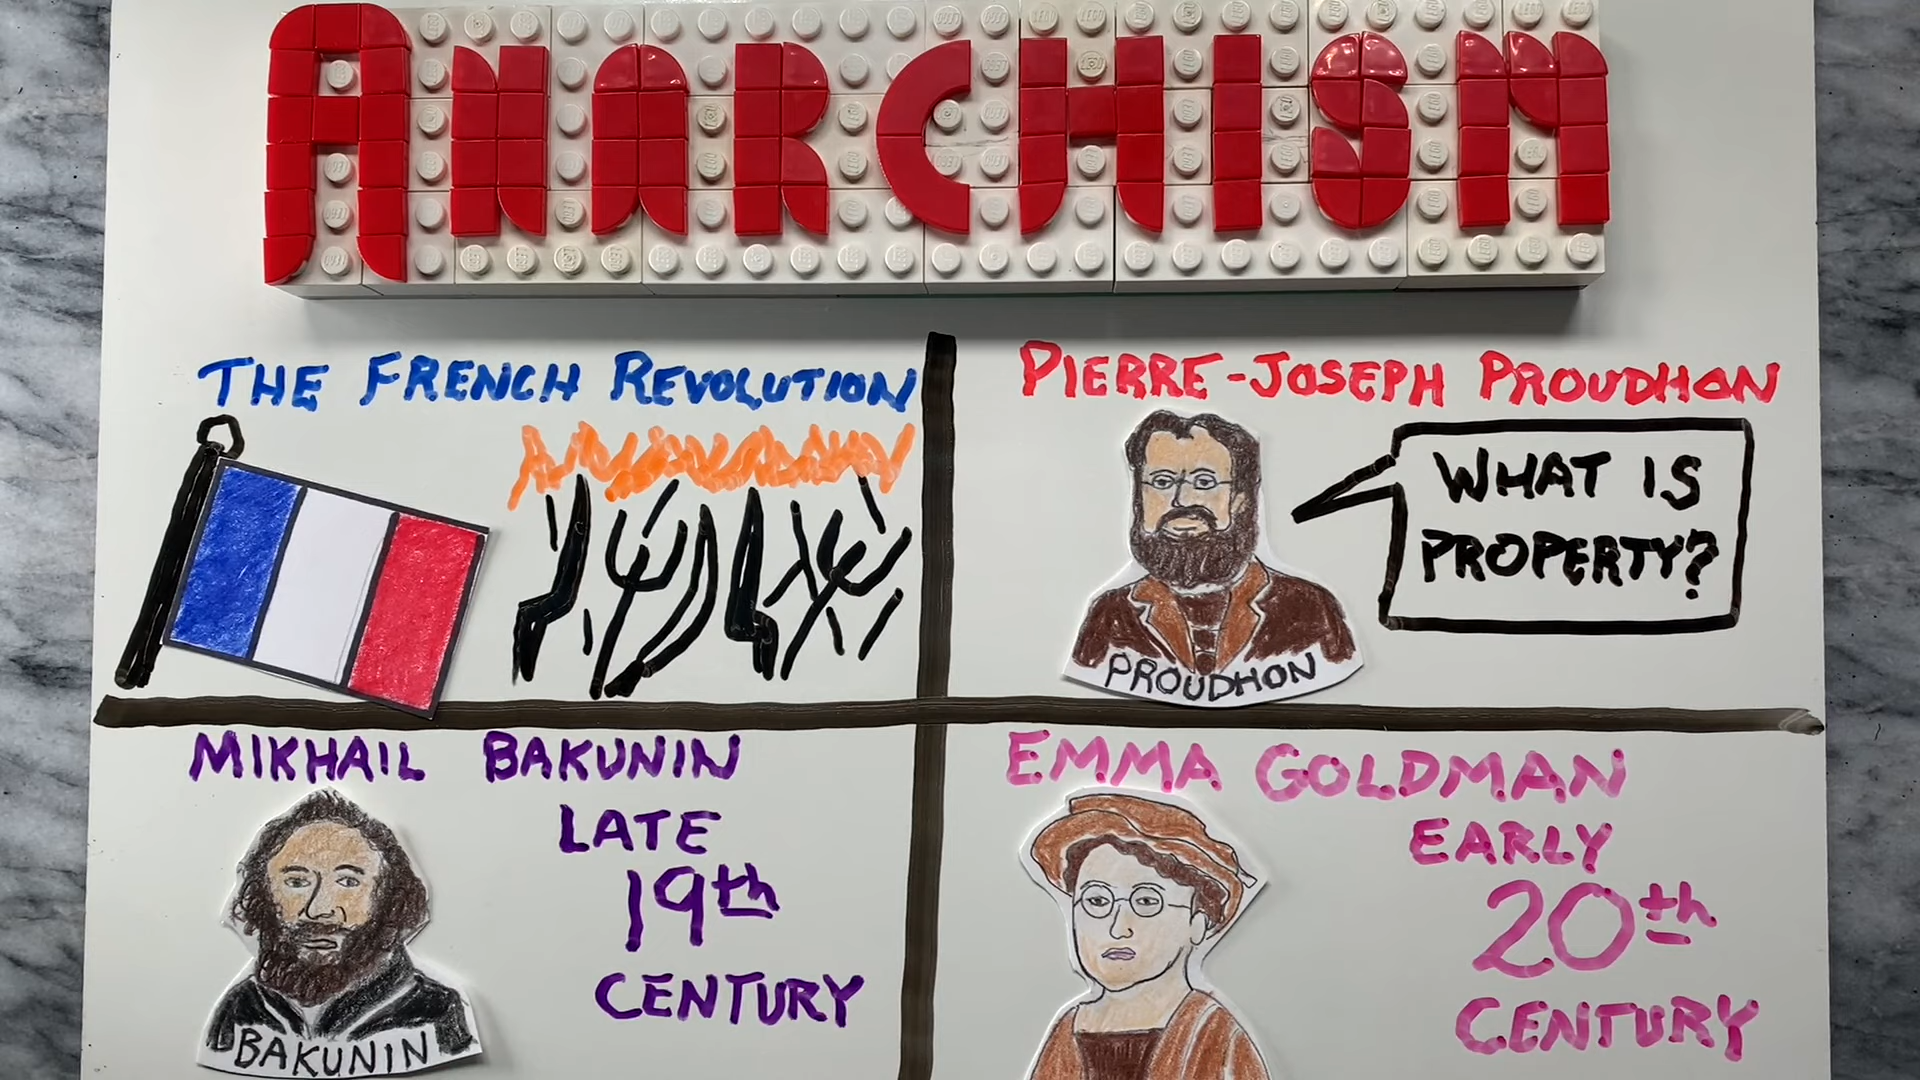 ANARCHISM
THE FRENCH REVOLUTION
PIERRE-JOSEPH PROUDHON
WHAT IS
PROPERTY?
PROUDHON
MIKHAIL BAKUNIN
LATE
19th
CENTURY
BAKUNIN
EMMA GOLDMAN
EARLY
20th
CENTURY